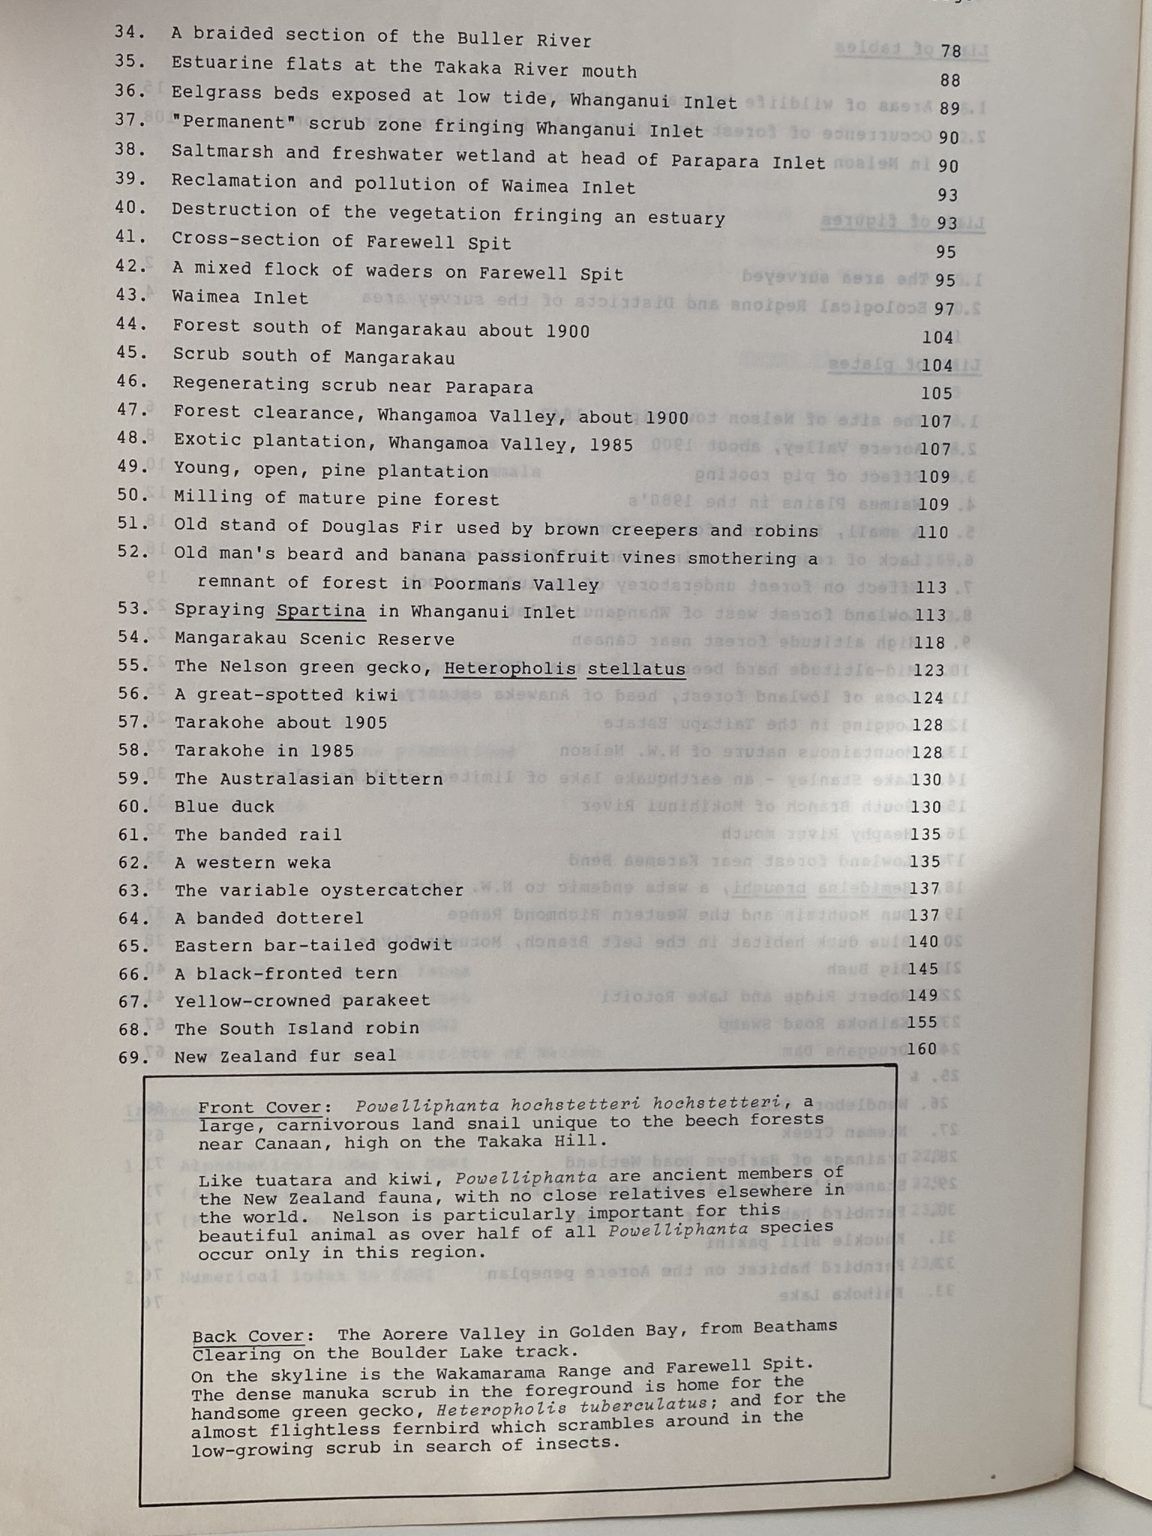 34. A braided section of the Buller River 78
35. Estuarine flats at the Takaka River mouth 88
36. Eelgrass beds exposed at low tide, Whanganui Inlet 89
37. "Permanent" scrub zone fringing Whanganui Inlet 90
38. Saltmarsh and freshwater wetland at head of Parapara Inlet 90
39. Reclamation and pollution of Waimea Inlet 93
40. Destruction of the vegetation fringing an estuary 93
41. Cross-section of Farewell Spit 95
42. A mixed flock of waders on Farewell Spit 95
43. Waimea Inlet 97
44. Forest south of Mangarakau about 1900 104
45. Scrub south of Mangarakau 104
46. Regenerating scrub near Parapara 105
47. Forest clearance, Whangamoa Valley, about 1900 107
48. Exotic plantation, Whangamoa Valley, 1985 107
49. Young, open, pine plantation 109
50. Milling of mature pine forest 109
51. Old stand of Douglas Fir used by brown creepers and robins 110
52. Old man's beard and banana passionfruit vines smothering a
remnant of forest in Poormans Valley 113
53. Spraying Spartina in Whanganui Inlet 113
54. Mangarakau Scenic Reserve 118
55. The Nelson green gecko, Heteropholis stellatus 123
56. A great-spotted kiwi 124
57. Tarakohe about 1905 128
58. Tarakohe in 1985 128
59. The Australasian bittern 130
60. Blue duck 130
61. The banded rail 135
62. A western weka 135
63. The variable oystercatcher 137
64. A banded dotterel 137
65. Eastern bar-tailed godwit 140
66. A black-fronted tern 145
67. Yellow-crowned parakeet 149
68. The South Island robin 155
69. New Zealand fur seal 160
Front Cover: Powelliphanta hochstetteri hochstetteri, a
large, carnivorous land snail unique to the beech forests
near Canaan, high on the Takaka Hill.
Like tuatara and kiwi, Powelliphanta are ancient members of
the New Zealand fauna, with no close relatives elsewhere in
the world. Nelson is particularly important for this
beautiful animal as over half of all Powelliphanta species
occur only in this region.
Back Cover: The Aorere Valley in Golden Bay, from Beathams
Clearing on the Boulder Lake track.
On the skyline is the Wakamarama Range and Farewell Spit.
The dense manuka scrub in the foreground is home for the
handsome green gecko, Heteropholis tuberculatus; and for the
almost flightless fernbird which scrambles around in the
low-growing scrub in search of insects.